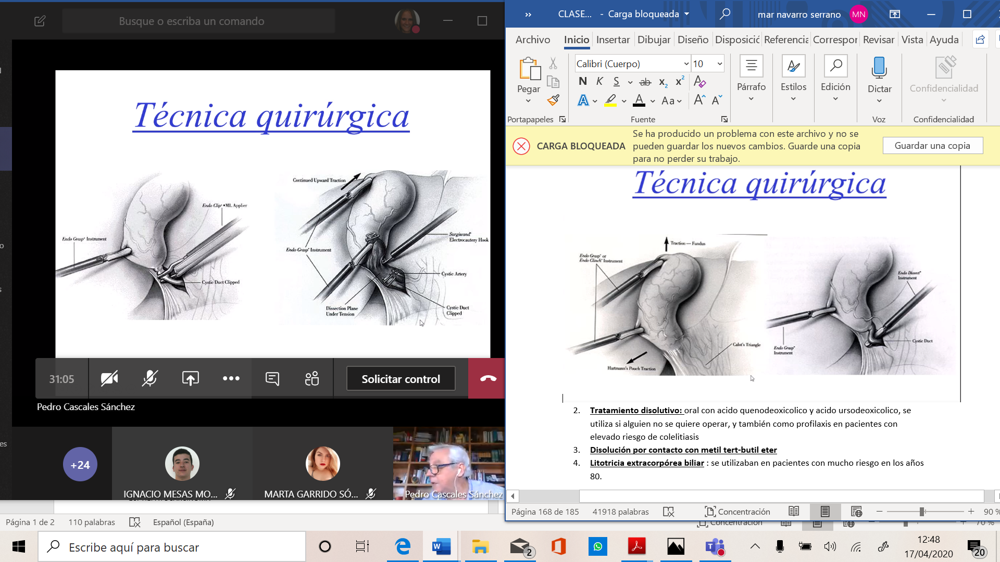 Busque o escriba un comando
Técnica quirúrgica
Continued Upward Traction
Endo Clip* •ML Applier
Endo Grasp* Instrument
Cystic Duct Clipped
Surgiwand*
Electrocautery Hook
Endo Grasp* Instrument
Cystic Artery
Dissection Plane
Under Tension
Cystic Duct
Clipped
31:05
Solicitar control
Pedro Cascales Sánchez
+24
IGNACIO MESAS MO...
MARTA GARRIDO SÓ...
Pedro Cascales Sánchez
Página 1 de 2
110 palabras
Español (España)
CLASE...
- Carga bloqueada
mar navarro serrano
MN
Archivo
Inicio
Insertar
Dibujar
Diseño
Disposició
Referencia
Correspor
Revisar
Vista
Ayuda
Pegar
Portapapeles
Calibri (Cuerpo)
10
N K S ab x2 x2 A
A A Aa A A
Fuente
Párrafo
Estilos
Edición
Dictar
Voz
Confidencialidad
Confidencialidad
CARGA BLOQUEADA
Se ha producido un problema con este archivo y no se
pueden guardar los nuevos cambios. Guarde una copia
para no perder su trabajo.
Guardar una copia
Técnica quirúrgica
Traction — Fundus
Endo Grasp* or
Endo Clinch* Instrument
Calot's Triangle
Hartmann's Pouch Traction
Endo Dissect*
Instrument
Endo Grasp*
Instrument
Cystic Duct
2. Tratamiento disolutivo: oral con acido quenodeoxicolico y acido ursodeoxicolico, se
utiliza si alguien no se quiere operar, y también como profilaxis en pacientes con
elevado riesgo de colelitiasis
3. Disolución por contacto con metil tert-butil eter
4. Litotricia extracorpórea biliar : se utilizaban en pacientes con mucho riesgo en los años
80.
Página 168 de 185
41918 palabras
Concentración
90 %
Concentración
70 %
Escribe aquí para buscar
2
12:48
17/04/2020
20